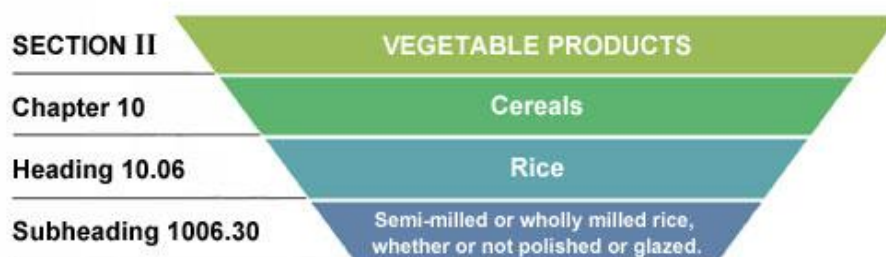 SECTION II
VEGETABLE PRODUCTS
Chapter 10
Cereals
Heading 10.06
Rice
Subheading 1006.30
Semi-milled or wholly milled rice,
whether or not polished or glazed.